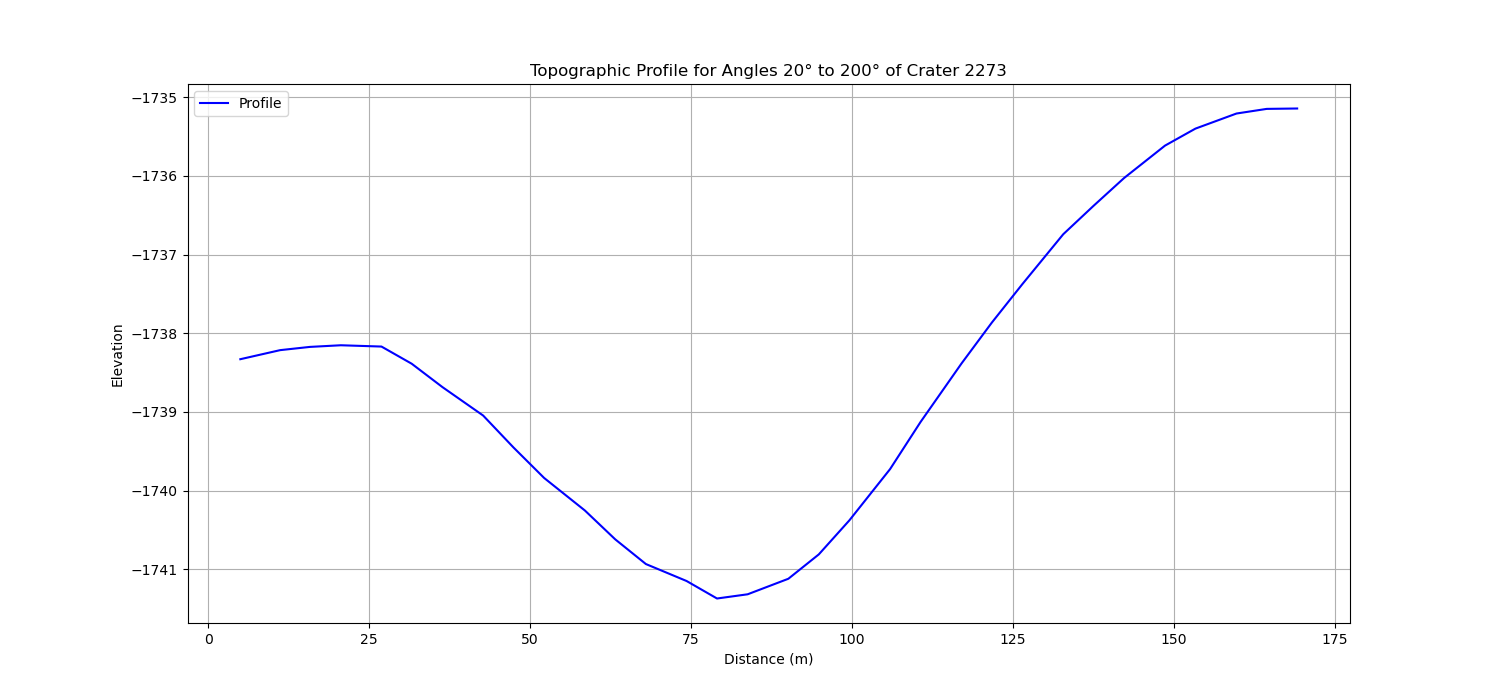 Topographic Profile for Angles 20° to 200° of Crater 2273
Profile
−1735
−1736
−1737
−1738
−1739
−1740
−1741
Elevation
0 25 50 75 100 125 150 175
Distance (m)